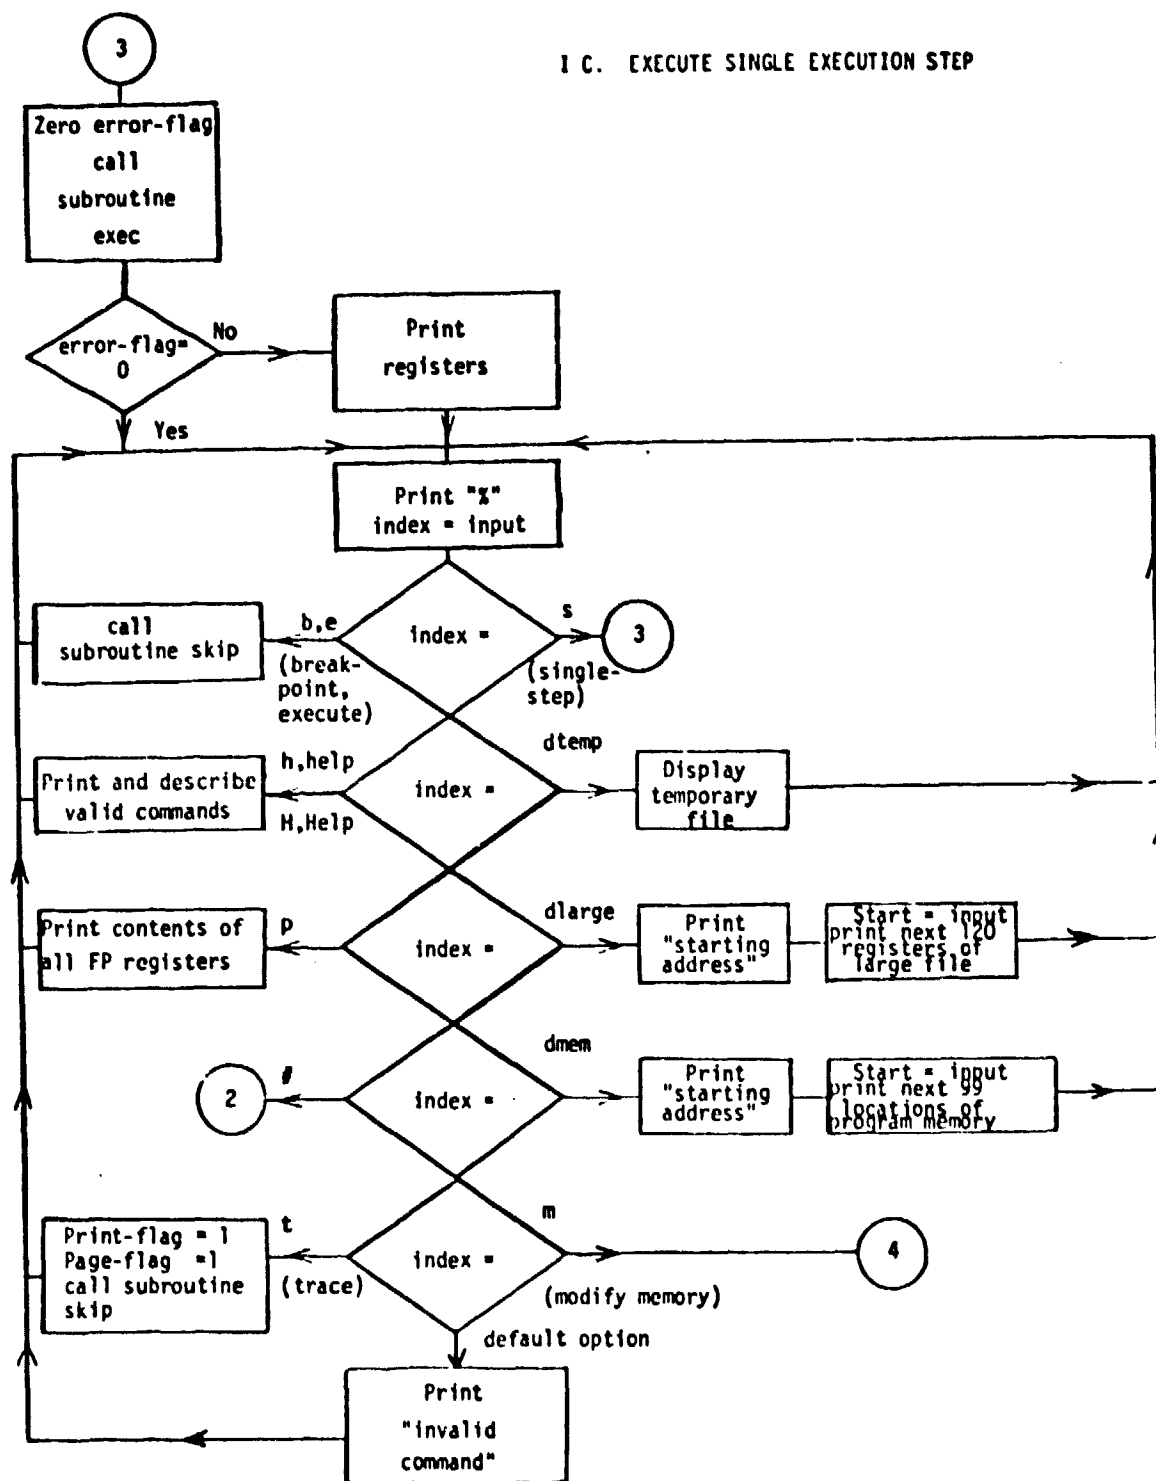 3
I C. EXECUTE SINGLE EXECUTION STEP
Zero error-flag
call
subroutine
exec
error-flag=
0
No
Yes
Print
registers
Print "%"
index = input
call
subroutine skip
b,e
(break-
point,
execute)
index =
s
(single-
step)
3
Print and describe
valid commands
h,help
H,Help
index =
dtemp
Display
temporary
file
Print contents of
all FP registers
p
index =
dlarge
Print
"starting
address"
Start = input
print next 120
registers of
large file
2
#
index =
dmem
Print
"starting
address"
Start = input
print next 99
locations of
program memory
Print-flag = 1
Page-flag =1
call subroutine
skip
t
(trace)
index =
m
(modify memory)
4
default option
Print
"invalid
command"